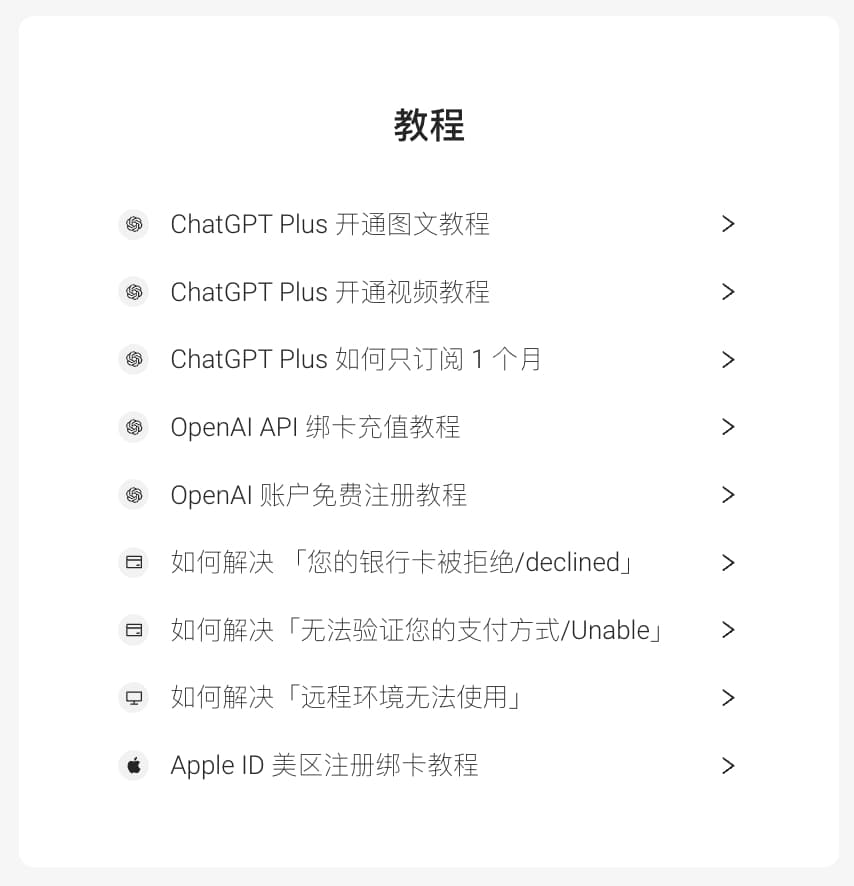 教程
ChatGPT Plus 开通图文教程
ChatGPT Plus 开通视频教程
ChatGPT Plus 如何只订阅 1 个月
OpenAI API 绑卡充值教程
OpenAI 账户免费注册教程
如何解决 「您的银行卡被拒绝/declined」
如何解决「无法验证您的支付方式/Unable」
如何解决「远程环境无法使用」
Apple ID 美区注册绑卡教程